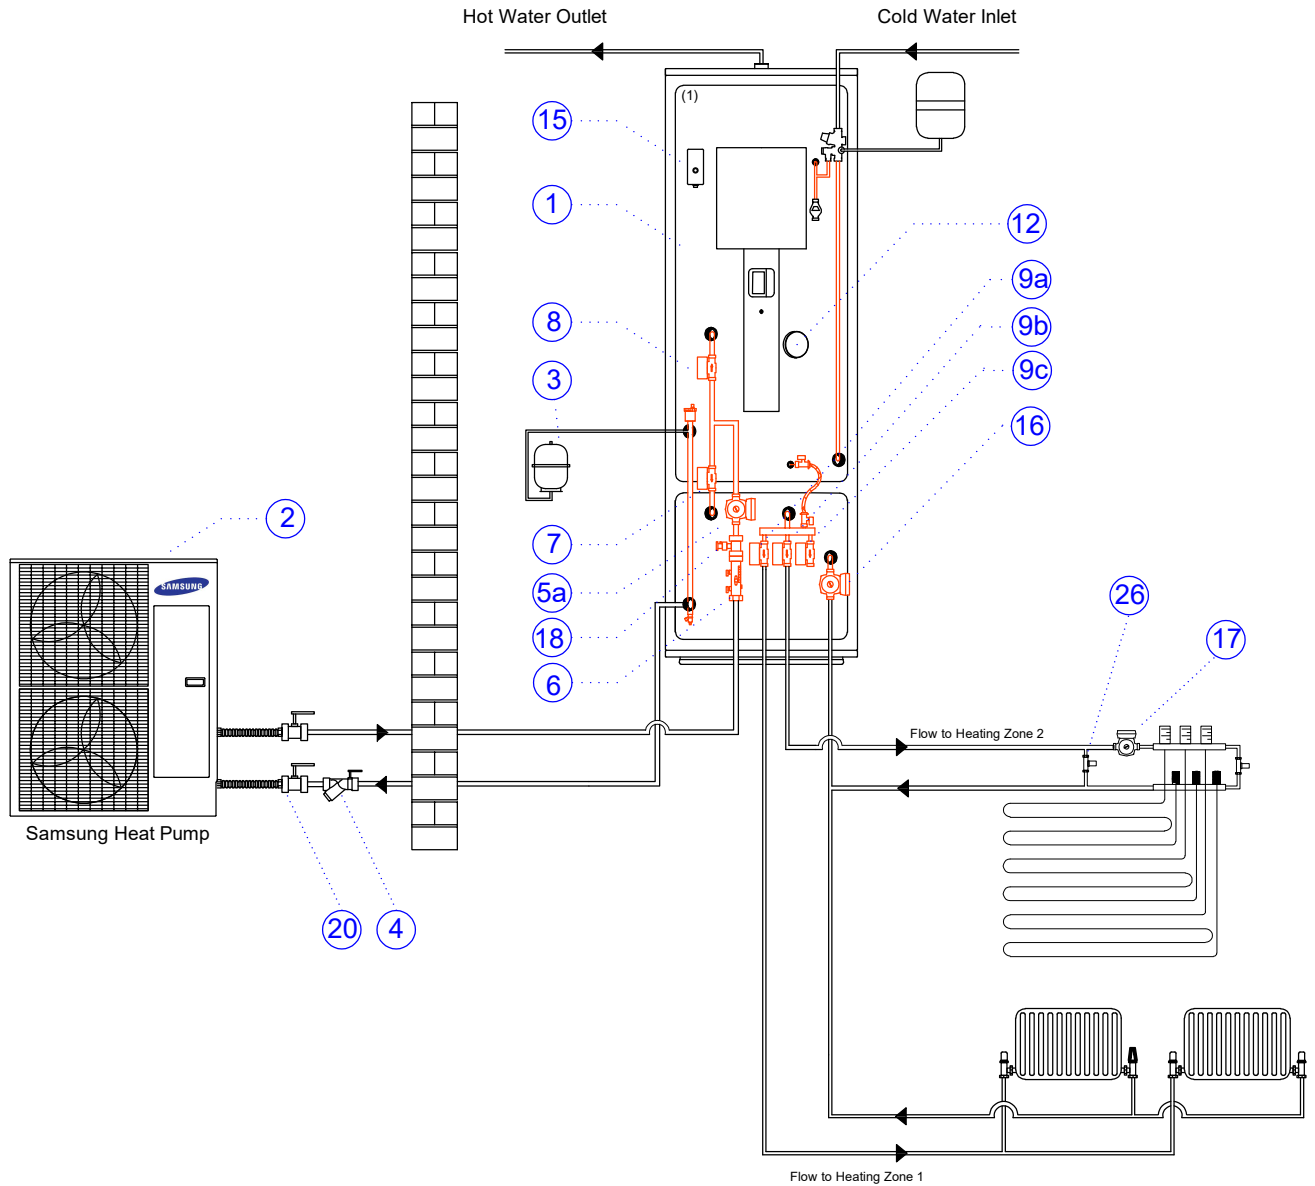 Hot Water Outlet
Cold Water Inlet
(1)
15
1
12
9a
8
9b
3
9c
16
2
7
5a
18
6
26
17
SAMSUNG
Flow to Heating Zone 2
Samsung Heat Pump
20
4
Flow to Heating Zone 1